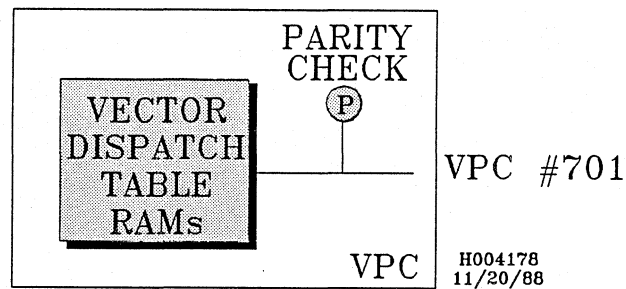 PARITY
CHECK
P
VECTOR
DISPATCH
TABLE
RAMs
VPC #701
VPC
H004178
11/20/88